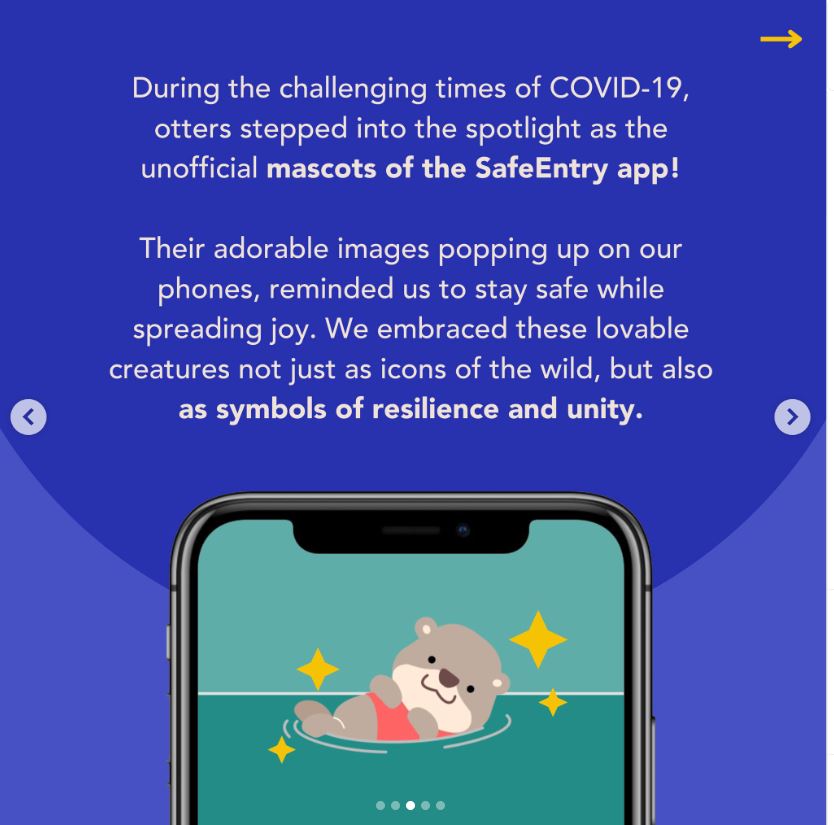 During the challenging times of COVID-19,
otters stepped into the spotlight as the
unofficial mascots of the SafeEntry app!
Their adorable images popping up on our
phones, reminded us to stay safe while
spreading joy. We embraced these lovable
creatures not just as icons of the wild, but also
as symbols of resilience and unity.